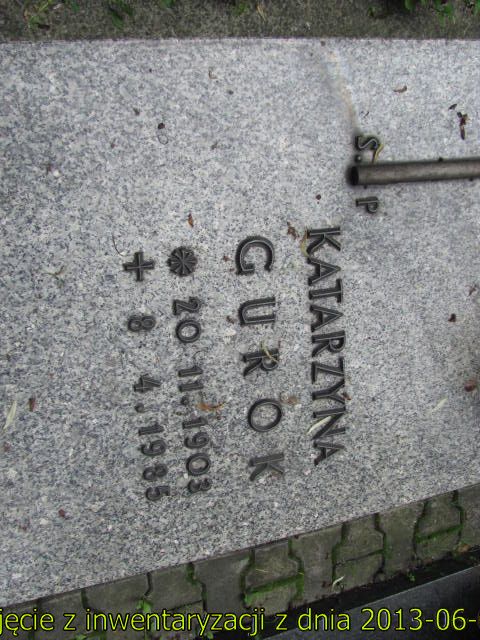 Ś. P
KATARZYNA
GUROK
* 20 11.1903
+ 8 4.1985
jęcie z inwentaryzacji z dnia 2013-06-